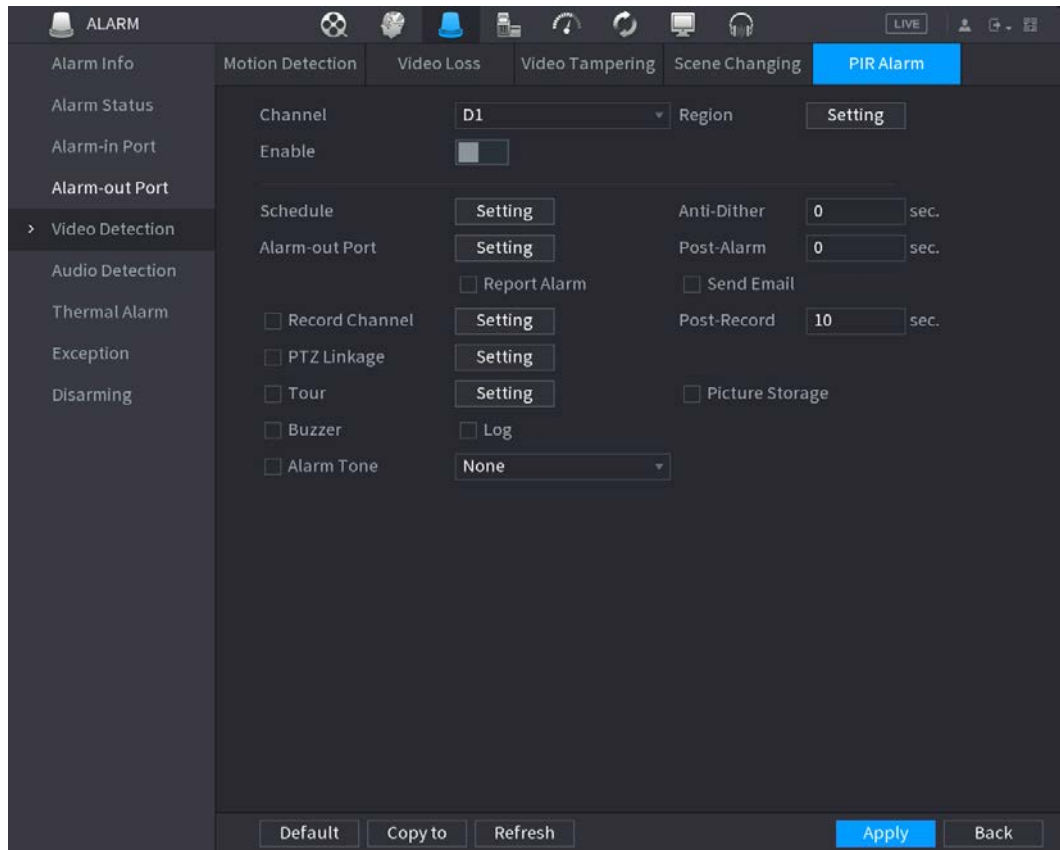 ALARM LIVE
Alarm Info
Alarm Status
Alarm-in Port
Alarm-out Port
> Video Detection
Audio Detection
Thermal Alarm
Exception
Disarming
Motion Detection Video Loss Video Tampering Scene Changing PIR Alarm
Channel D1 Region Setting
Enable
Schedule Setting Anti-Dither 0 sec.
Alarm-out Port Setting Post-Alarm 0 sec.
Report Alarm Send Email
Record Channel Setting Post-Record 10 sec.
PTZ Linkage Setting
Tour Setting Picture Storage
Buzzer Log
Alarm Tone None
Default Copy to Refresh Apply Back